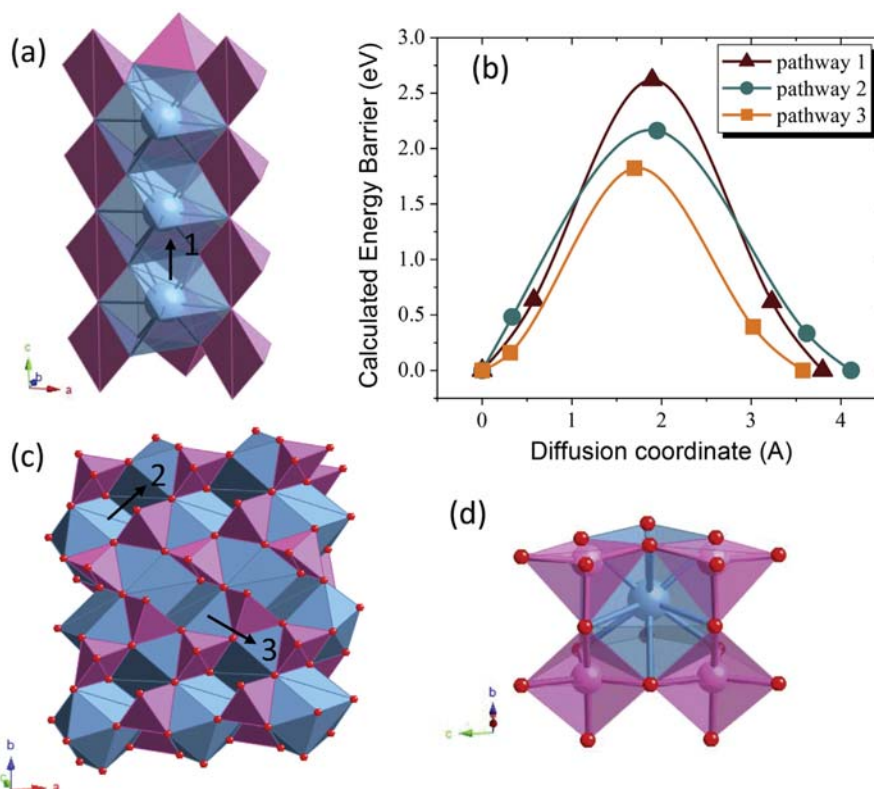 (a)
1
c
b
a
(b)
Calculated Energy Barrier (eV)
3.0
2.5
2.0
1.5
1.0
0.5
0.0
pathway 1
pathway 2
pathway 3
0
1
2
3
4
Diffusion coordinate (A)
(c)
2
3
b
c
a
(d)
b
c